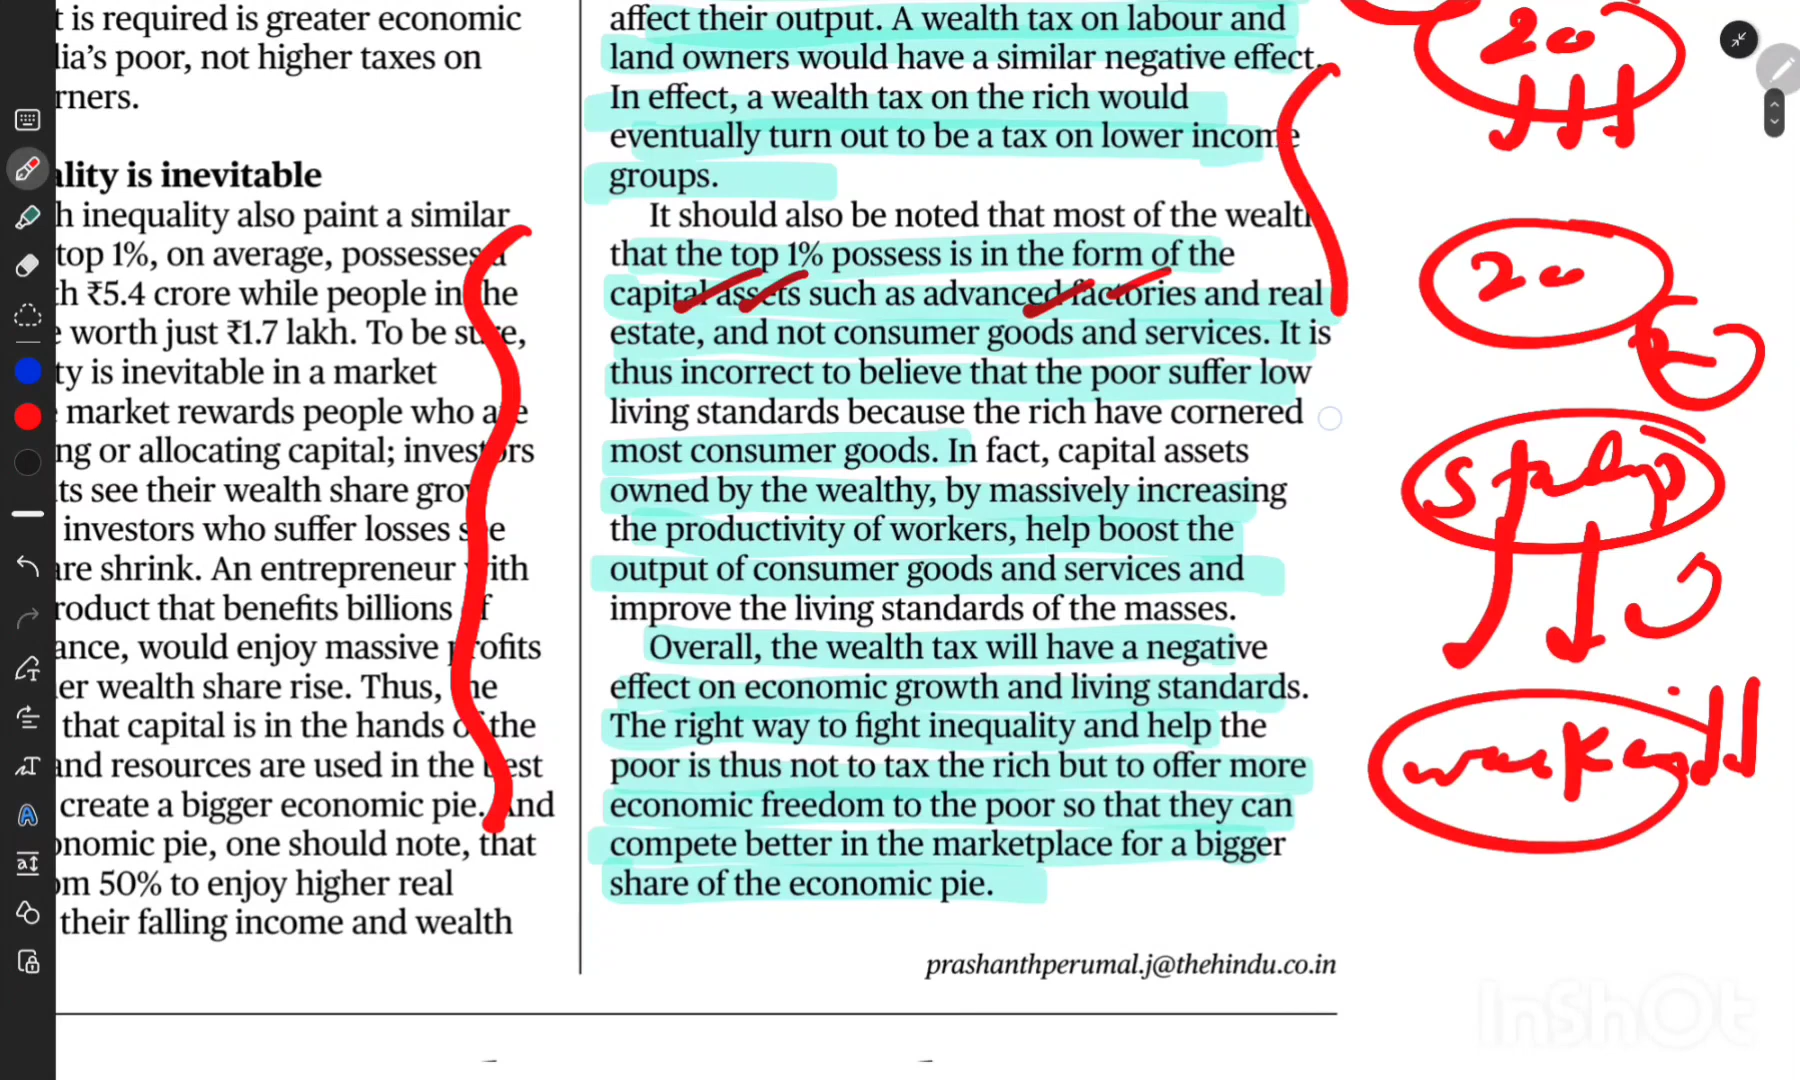 t is required is greater economic
lia's poor, not higher taxes on
rners.
ality is inevitable
h inequality also paint a similar
top 1%, on average, possesses a
th ₹5.4 crore while people in the
e worth just ₹1.7 lakh. To be sure,
ty is inevitable in a market
market rewards people who are
ng or allocating capital; investors
ts see their wealth share grow
investors who suffer losses see
are shrink. An entrepreneur with
roduct that benefits billions of
ance, would enjoy massive profits
er wealth share rise. Thus, the
that capital is in the hands of the
and resources are used in the best
create a bigger economic pie. And
onomic pie, one should note, that
om 50% to enjoy higher real
their falling income and wealth
affect their output. A wealth tax on labour and
land owners would have a similar negative effect.
In effect, a wealth tax on the rich would
eventually turn out to be a tax on lower income
groups.
It should also be noted that most of the wealth
that the top 1% possess is in the form of the
capital assets such as advanced factories and real
estate, and not consumer goods and services. It is
thus incorrect to believe that the poor suffer low
living standards because the rich have cornered
most consumer goods. In fact, capital assets
owned by the wealthy, by massively increasing
the productivity of workers, help boost the
output of consumer goods and services and
improve the living standards of the masses.
Overall, the wealth tax will have a negative
effect on economic growth and living standards.
The right way to fight inequality and help the
poor is thus not to tax the rich but to offer more
economic freedom to the poor so that they can
compete better in the marketplace for a bigger
share of the economic pie.
prashanthperumal.j@thehindu.co.in
20
20
InShOt